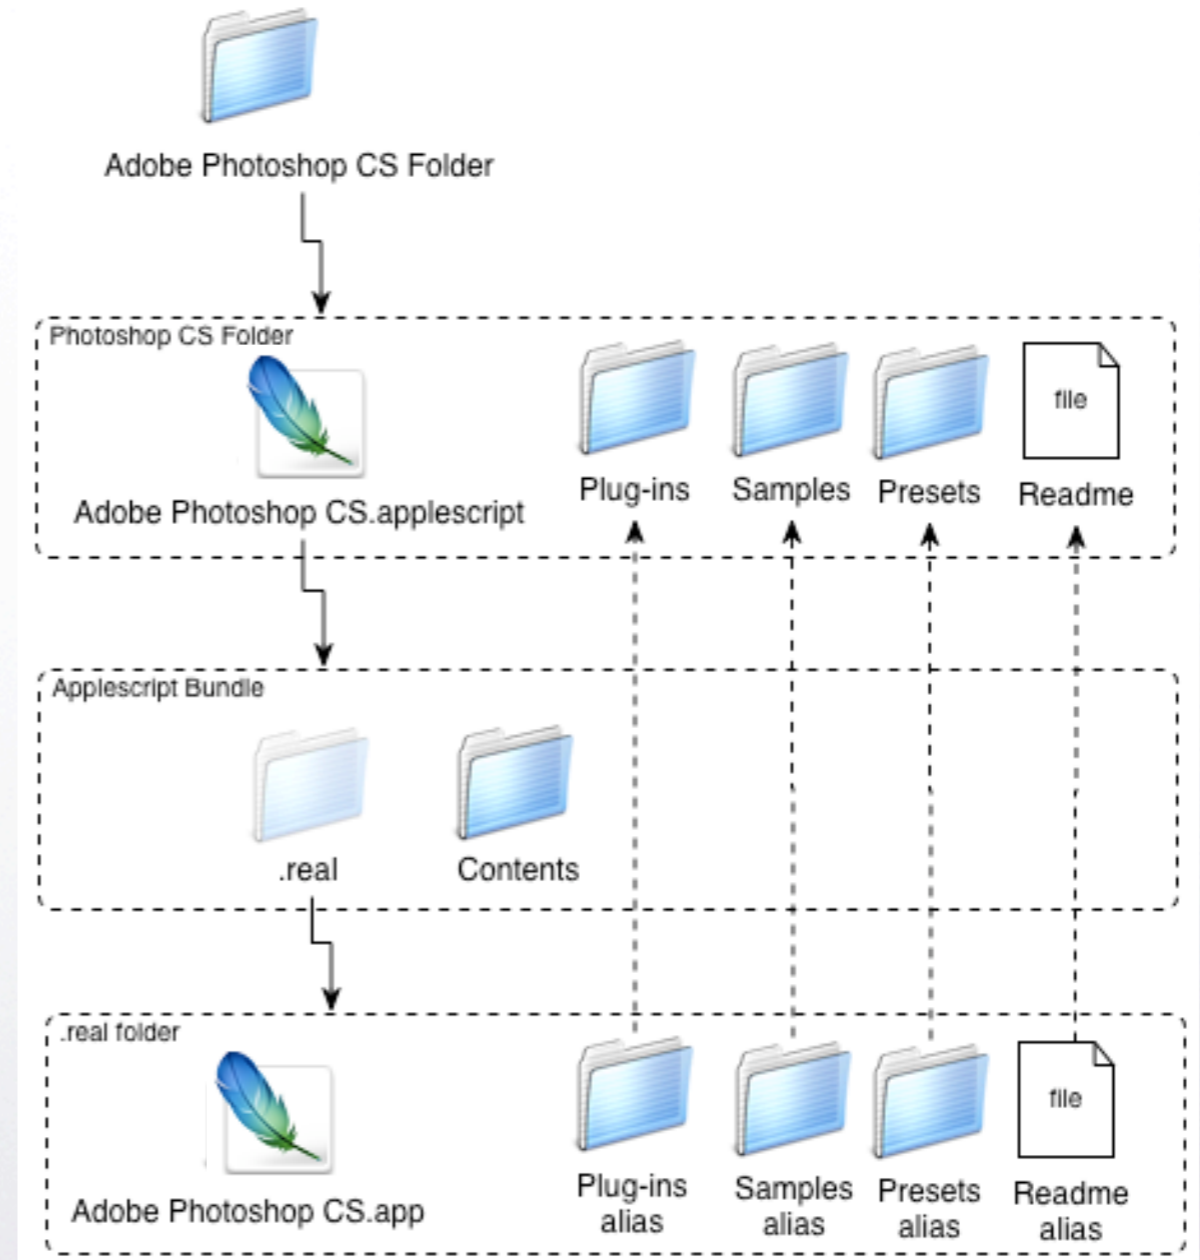 Adobe Photoshop CS Folder
Photoshop CS Folder
file
Plug-ins
Samples
Presets
Readme
Adobe Photoshop CS.applescript
Applescript Bundle
.real
Contents
.real folder
file
Adobe Photoshop CS.app
Plug-ins
alias
Samples
alias
Presets
alias
Readme
alias